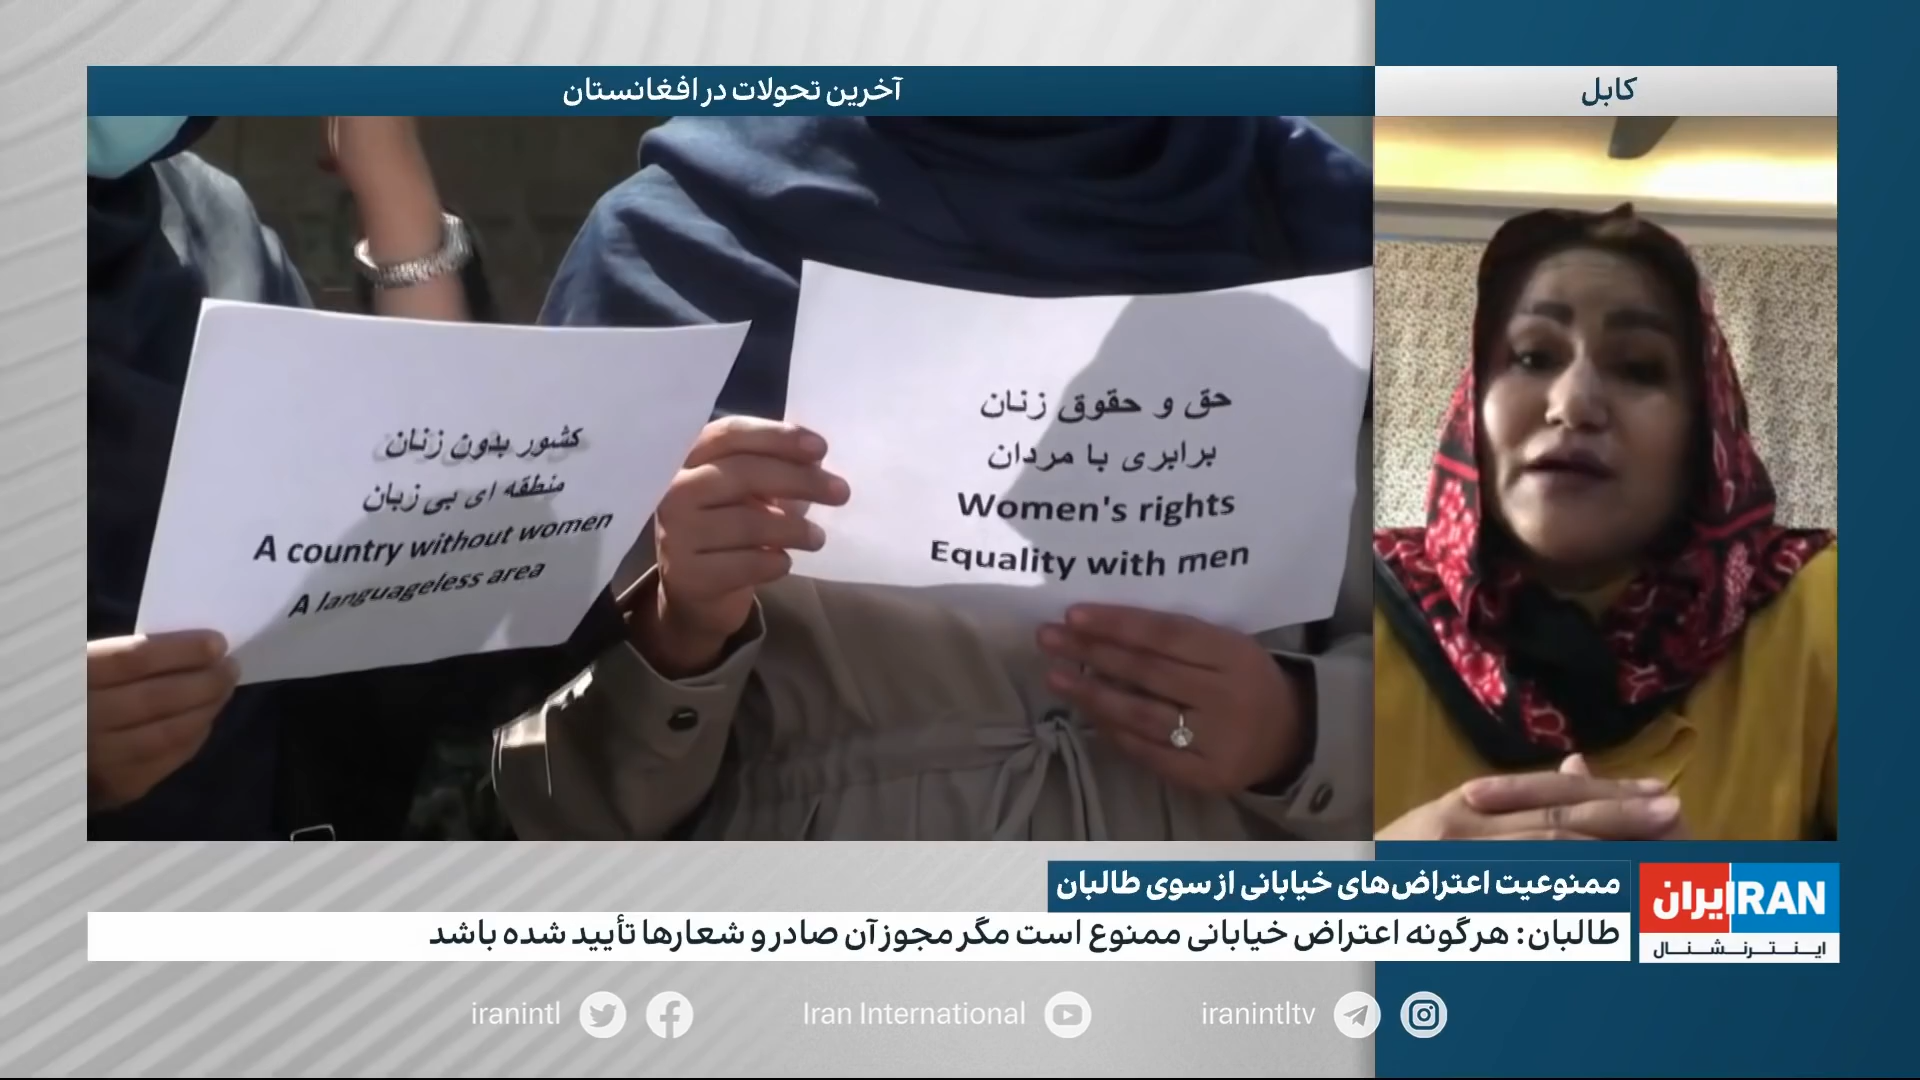 آخرین تحولات در افغانستان
کابل
حق و حقوق زنان
برابری با مردان
Women's rights
Equality with men
کشور بدون زنان
منطقه ای بی زبان
A country without women
A languageless area
ممنوعیت اعتراض‌های خیابانی از سوی طالبان
طالبان: هرگونه اعتراض خیابانی ممنوع است مگر مجوز آن صادر و شعارها تأیید شده باشد
ایران IRAN
اینترنشنال
iranintl
Iran International
iranintltv